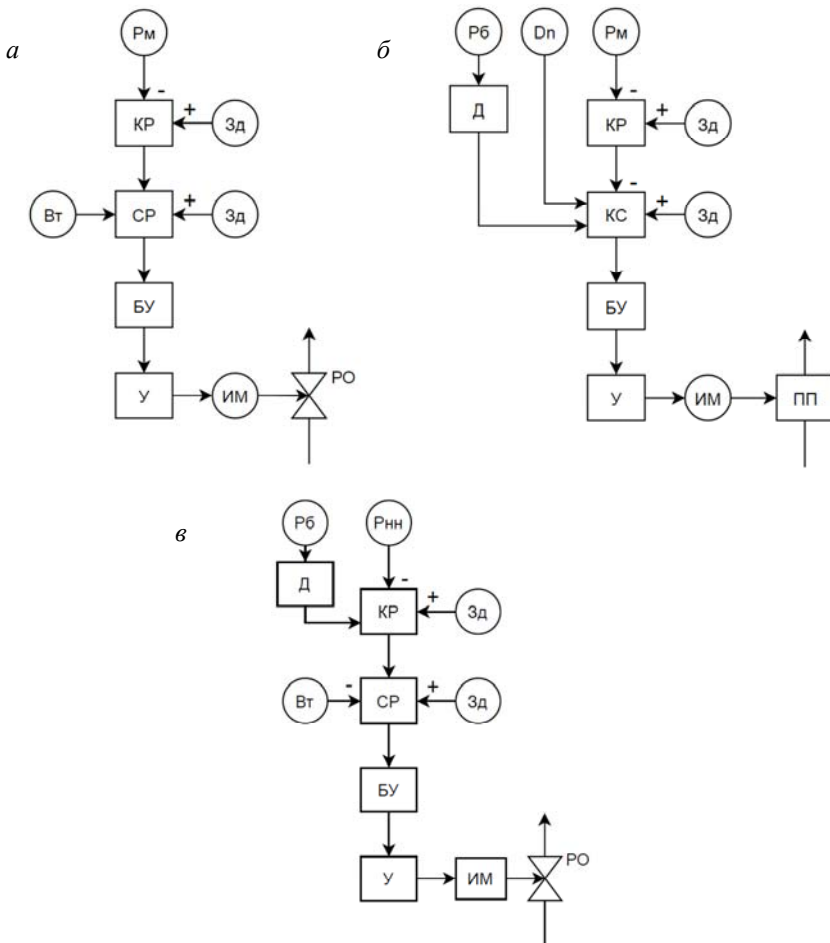 а
Рм
- +
КР Зд
+
Вт СР Зд
БУ
У ИМ РО
б
Рб Dn Рм
- +
Д КР Зд
- +
КС Зд
БУ
У ИМ ПП
в
Рб Рнн
- +
Д КР Зд
- +
Вт СР Зд
БУ
У ИМ РО